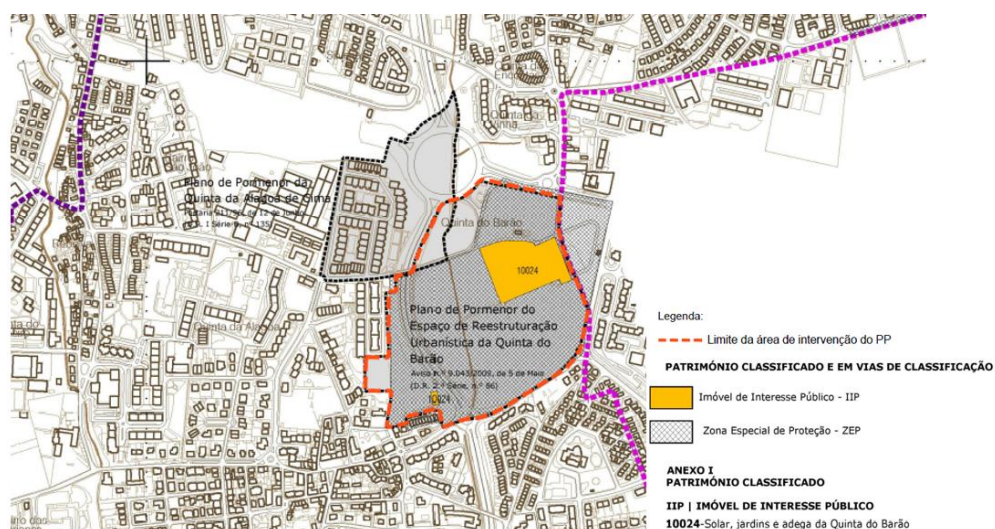 Quinta da
Vinha
Plano de Pormenor da
Quinta da Alagoa de Cima
Quinta do Barão
10024
Plano de Pormenor do
Espaço de Reestruturação
Urbanística da Quinta do
Barão
Aviso n.º 9.043/2009, de 5 de Maio
(D.R. 2.ª Série, n.º 86)
10024
Quinta da Alagoa
Legenda:
Limite da área de intervenção do PP
PATRIMÓNIO CLASSIFICADO E EM VIAS DE CLASSIFICAÇÃO
Imóvel de Interesse Público - IIP
Zona Especial de Proteção - ZEP
ANEXO I
PATRIMÓNIO CLASSIFICADO
IIP | IMÓVEL DE INTERESSE PÚBLICO
10024-Solar, jardins e adega da Quinta do Barão